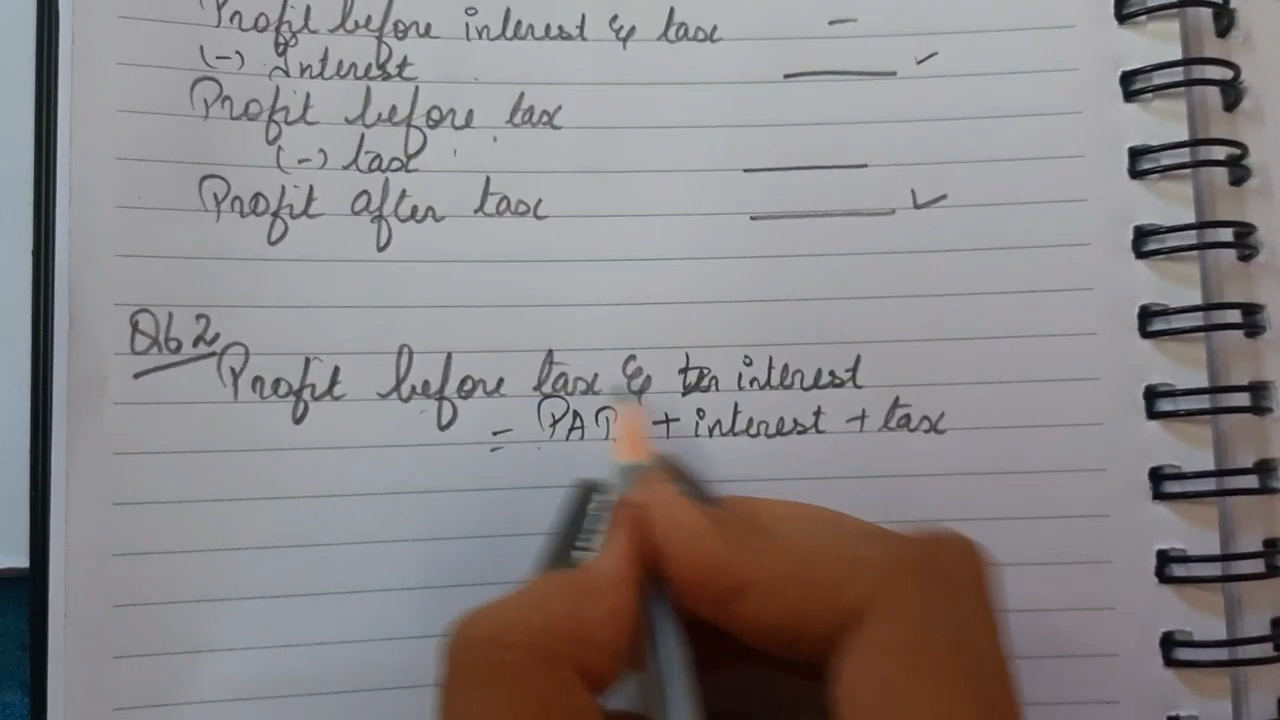 Profit before interest & tax –
(-) Interest
Profit before tax
(-) tax
Profit after tax
Q62
Profit before tax & interest
= PAT + interest + tax